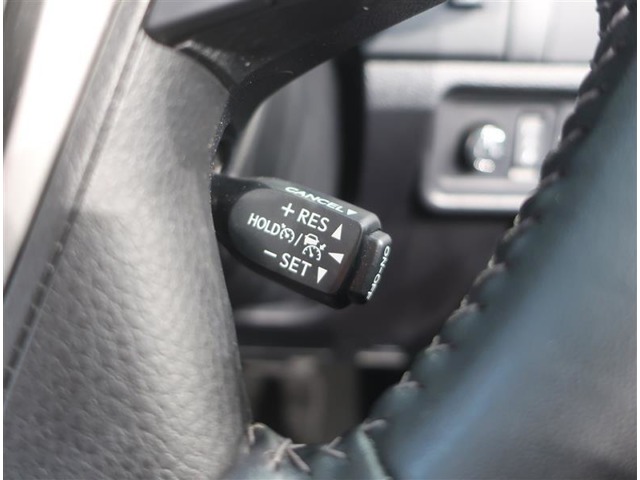 CANCEL
+ RES
HOLD /
− SET
ON-OFF